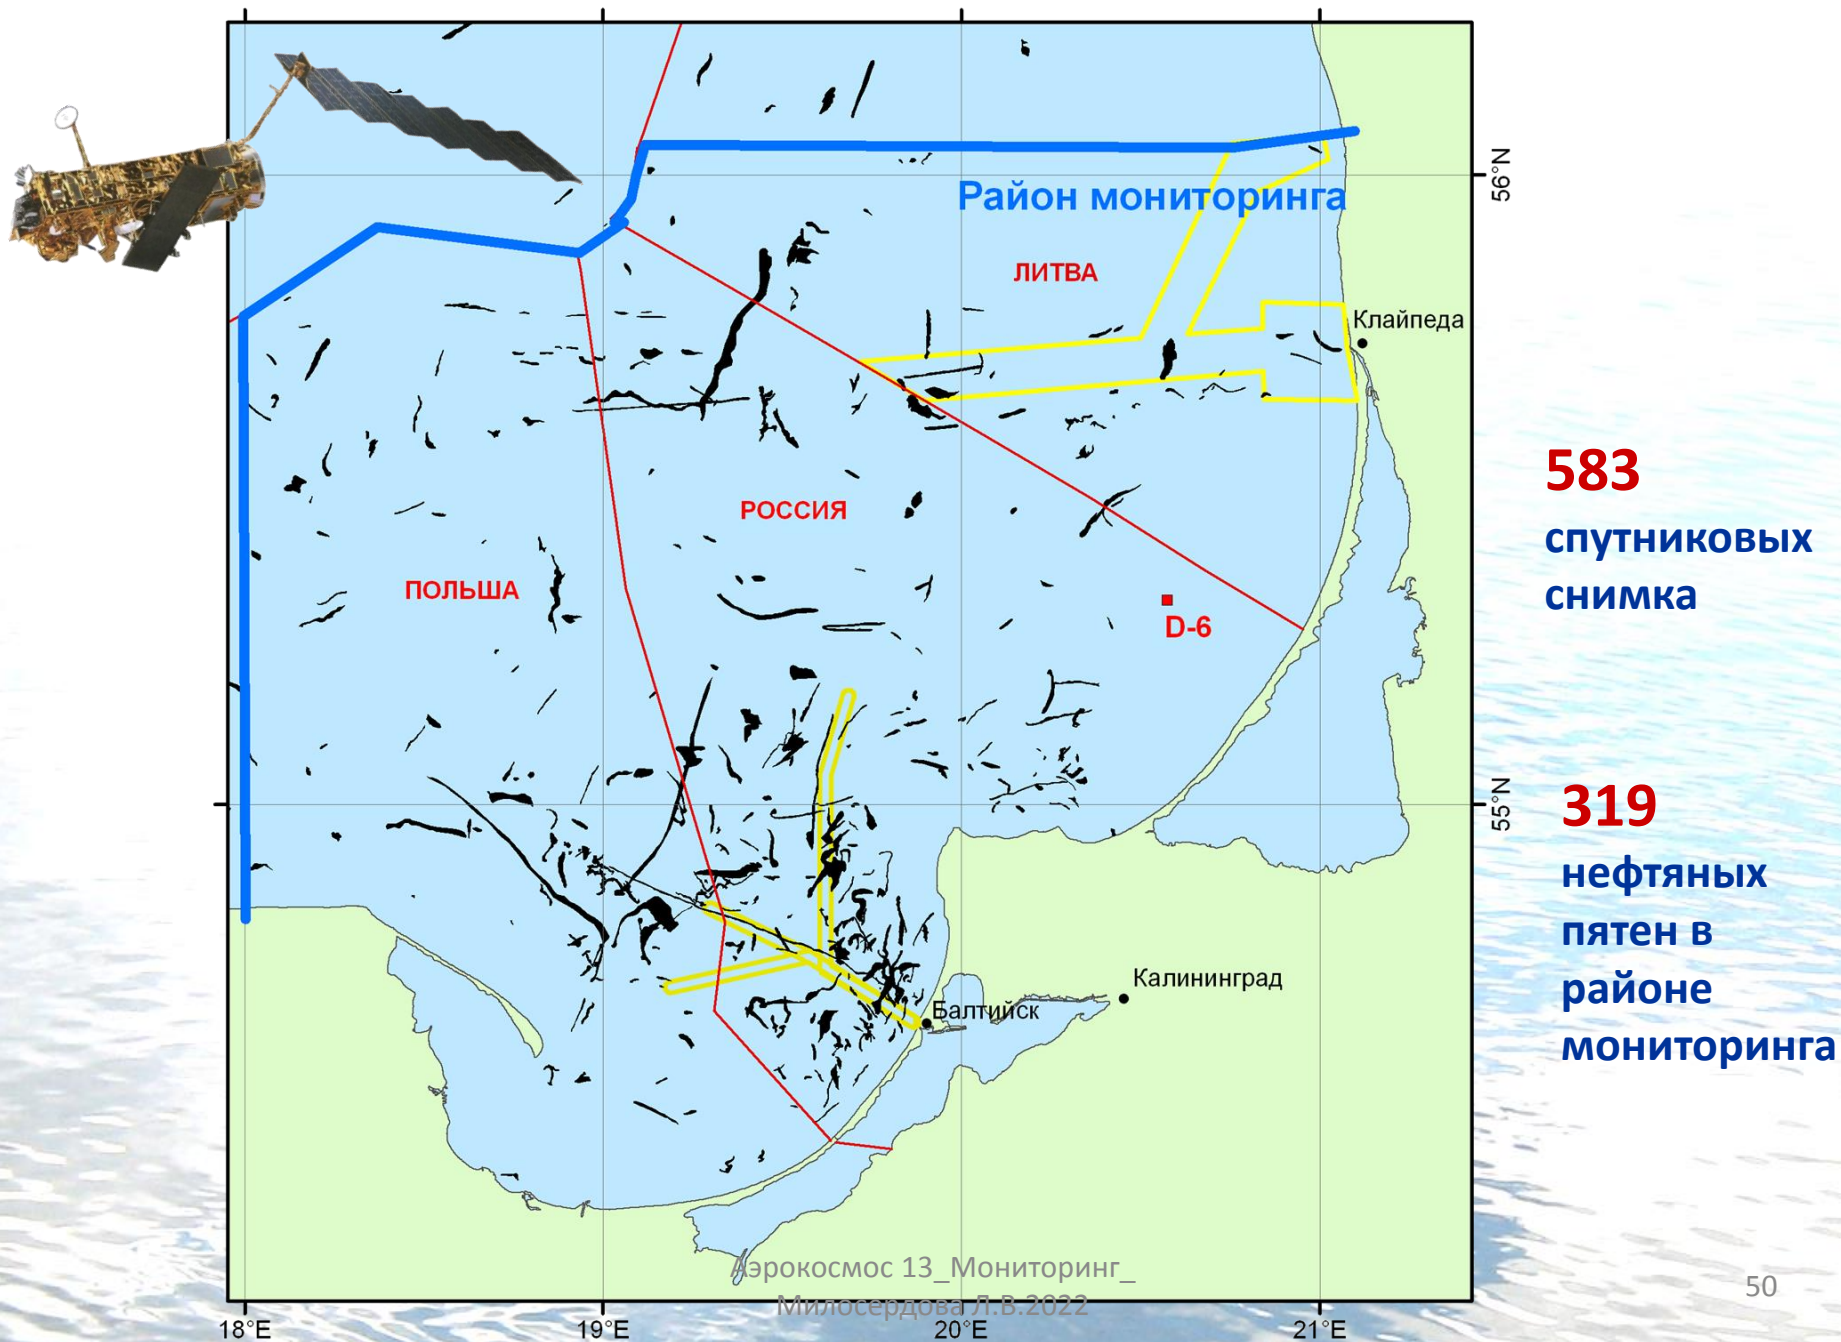 Район мониторинга
56°N
ЛИТВА
Клайпеда
РОССИЯ
ПОЛЬША
D-6
55°N
Калининград
Балтийск
18°E
19°E
20°E
21°E
583
спутниковых
снимка
319
нефтяных
пятен в
районе
мониторинга
Аэрокосмос 13_Мониторинг_
Милосердова Л.В.2022
50